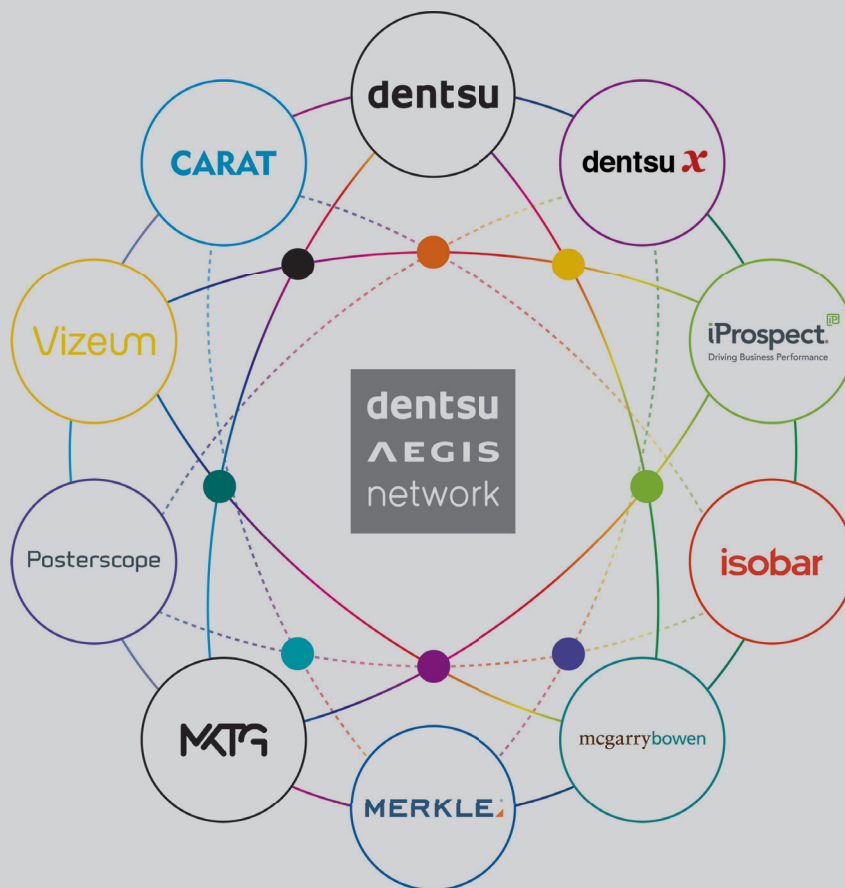 dentsu
CARAT
dentsu x
Vizeum
iProspect.
iP
Driving Business Performance
dentsu
AEGIS
network
Posterscope
isobar
MKTG
mcgarrybowen
MERKLE